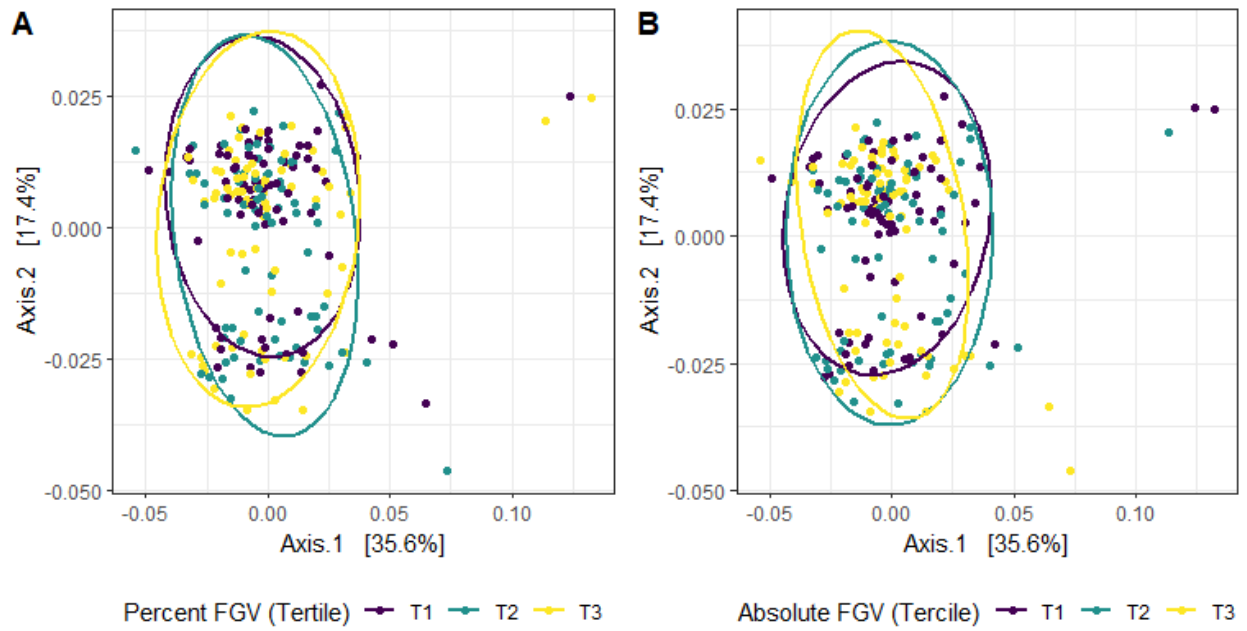 A
B
Axis.2 [17.4%]
0.025
0.000
-0.025
-0.050
-0.05
0.00
0.05
0.10
Axis.1 [35.6%]
Percent FGV (Tertile) T1 T2 T3
Axis.2 [17.4%]
0.025
0.000
-0.025
-0.050
-0.05
0.00
0.05
0.10
Axis.1 [35.6%]
Absolute FGV (Tercile) T1 T2 T3